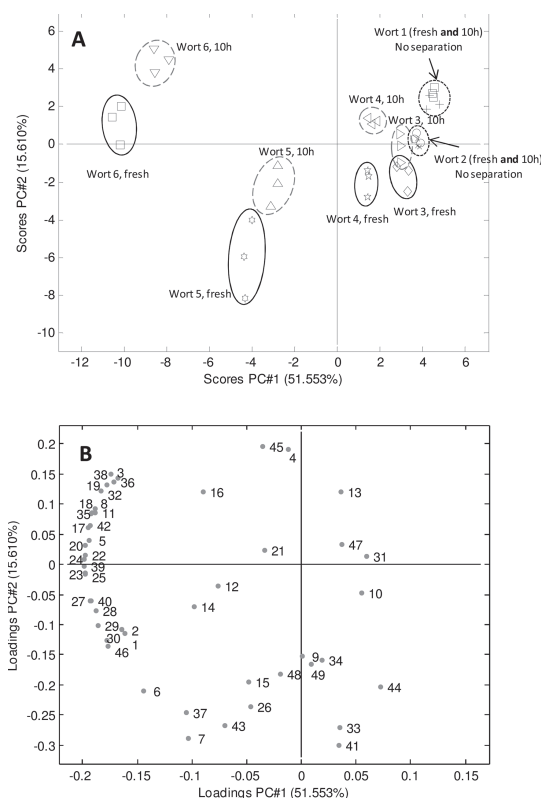 A
Wort 1 (fresh and 10h)
No separation
Wort 6, 10h
Wort 4, 10h
Wort 3, 10h
Wort 5, 10h
Wort 2 (fresh and 10h)
No separation
Wort 6, fresh
Wort 4, fresh
Wort 3, fresh
Wort 5, fresh
6
4
2
0
-2
-4
-6
-8
-10
Scores PC#2 (15.610%)
-12 -10 -8 -6 -4 -2 0 2 4 6
Scores PC#1 (51.553%)
B
0.2
0.15
0.1
0.05
0
-0.05
-0.1
-0.15
-0.2
-0.25
-0.3
Loadings PC#2 (15.610%)
45
4
38 3
36
19
32
16
13
18 8
35 11
17 42
5
47
20
21
31
24 22
39
23 25
12
10
27 40
14
28
29 2
30 1
46
9 34
49
48
15
6
44
26
37
43
33
7
41
-0.2 -0.15 -0.1 -0.05 0 0.05 0.1 0.15
Loadings PC#1 (51.553%)